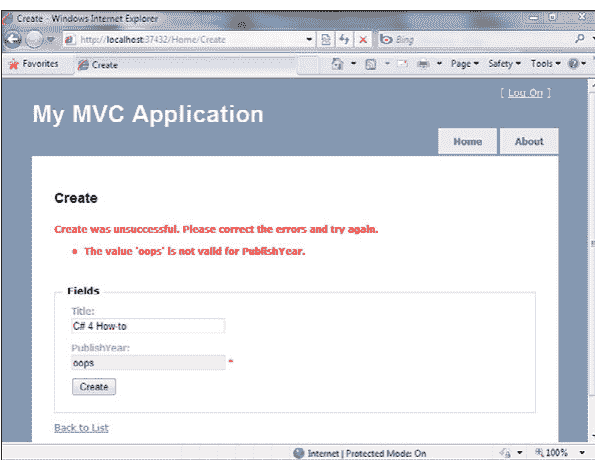 Create - Windows Internet Explorer
http://localhost:37432/Home/Create
Bing
Favorites
Create
Page
Safety
Tools
[ Log On ]
My MVC Application
Home
About
Create
Create was unsuccessful. Please correct the errors and try again.
• The value 'oops' is not valid for PublishYear.
Fields
Title:
C# 4 How-to
PublishYear:
oops
*
Create
Back to List
Internet | Protected Mode: On
100%